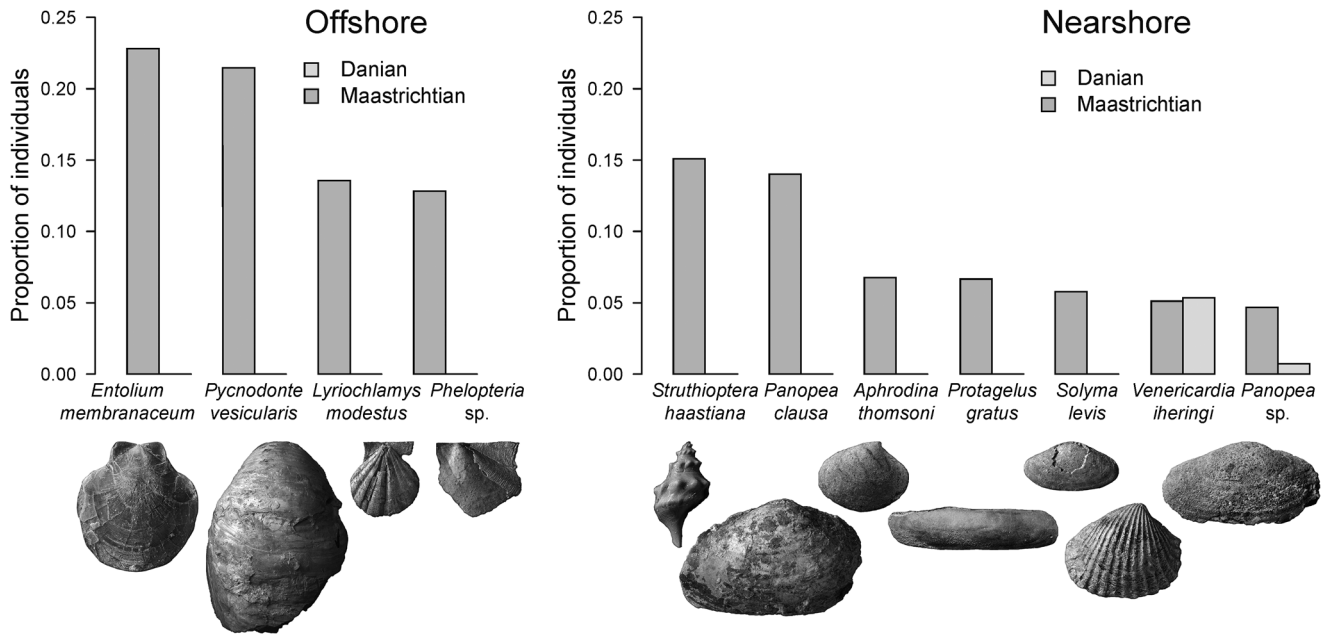 Offshore
Danian
Maastrichtian
Proportion of individuals
0.25
0.20
0.15
0.10
0.05
0.00
Entolium
membranaceum
Pycnodonte
vesicularis
Lyriochlamys
modestus
Phelopteria
sp.
Nearshore
Danian
Maastrichtian
Proportion of individuals
0.25
0.20
0.15
0.10
0.05
0.00
Struthioptera
haastiana
Panopea
clausa
Aphrodina
thomsoni
Protagelus
gratus
Solyma
levis
Venericardia
iheringi
Panopea
sp.